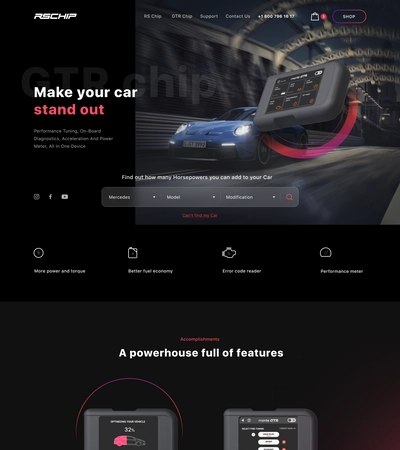 RSCHIP
RS Chip
GTR Chip
Support
Contact Us
+1 800 796 16 17
SHOP
GTR chip
Make your car
stand out
Performance Tuning, On-Board
Diagnostics, Acceleration And Power
Meter, All In One Device
Find out how many Horsepowers you can add to your Car
Mercedes
Model
Modification
Can't find my Car
More power and torque
Better fuel economy
Error code reader
Performance meter
Accomplishments
A powerhouse full of features
OPTIMIZING YOUR VEHICLE
32%
GTR